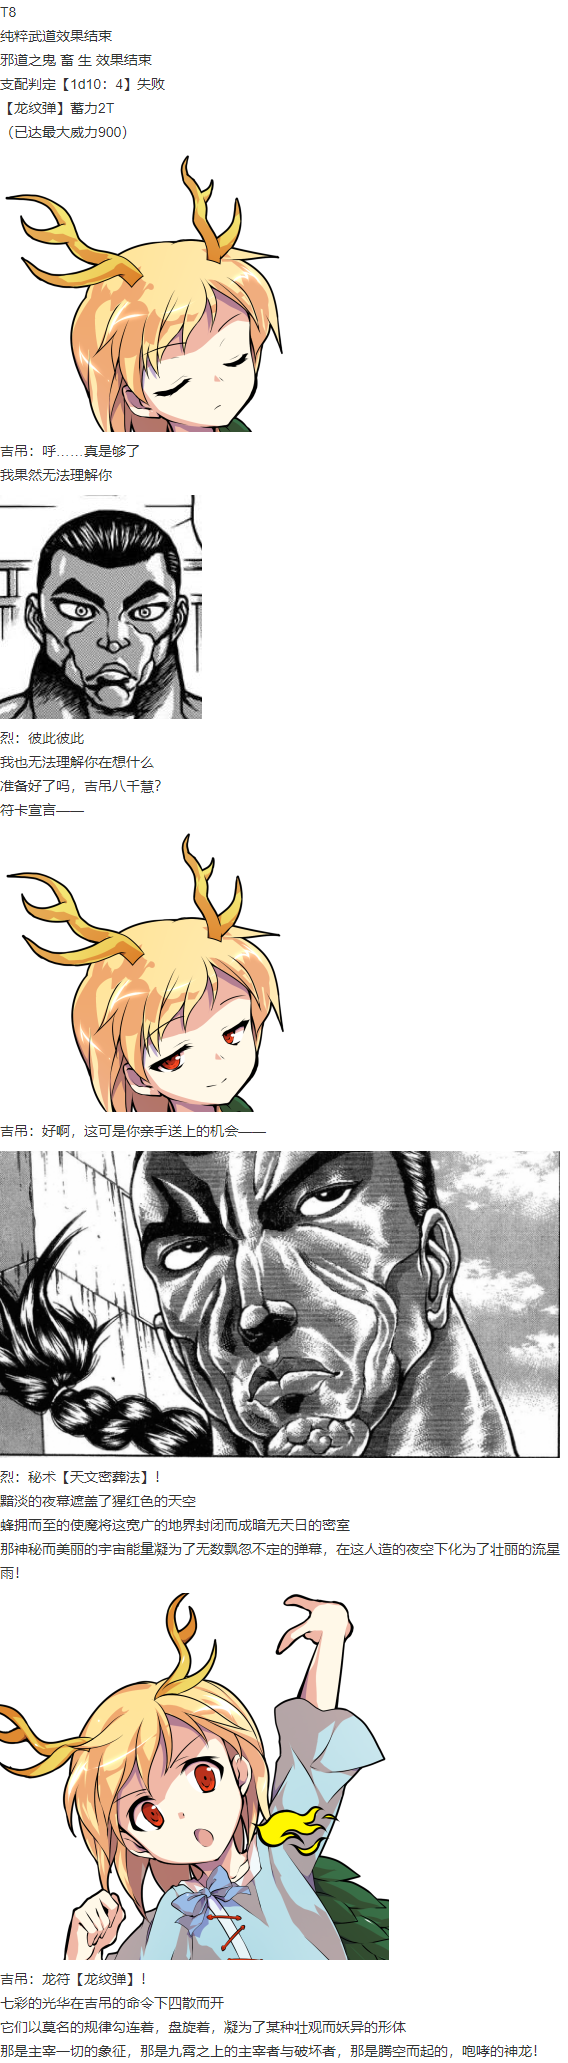 T8
纯粹武道效果结束
邪道之鬼 畜 生 效果结束
支配判定【1d10：4】失败
【龙纹弹】蓄力2T
（已达最大威力900）
吉吊：呼……真是够了
我果然无法理解你
烈：彼此彼此
我也无法理解你在想什么
准备好了吗，吉吊八千慧？
符卡宣言——
吉吊：好啊，这可是你亲手送上的机会——
烈：秘术【天文密葬法】！
黯淡的夜幕遮盖了猩红色的天空
蜂拥而至的使魔将这宽广的地界封闭而成暗无天日的密室
那神秘而美丽的宇宙能量凝为了无数飘忽不定的弹幕，在这人造的夜空下化为了壮丽的流星
雨！
吉吊：龙符【龙纹弹】！
七彩的光华在吉吊的命令下四散而开
它们以莫名的规律勾连着，盘旋着，凝为了某种壮观而妖异的形体
那是主宰一切的象征，那是九霄之上的主宰者与破坏者，那是腾空而起的，咆哮的神龙！